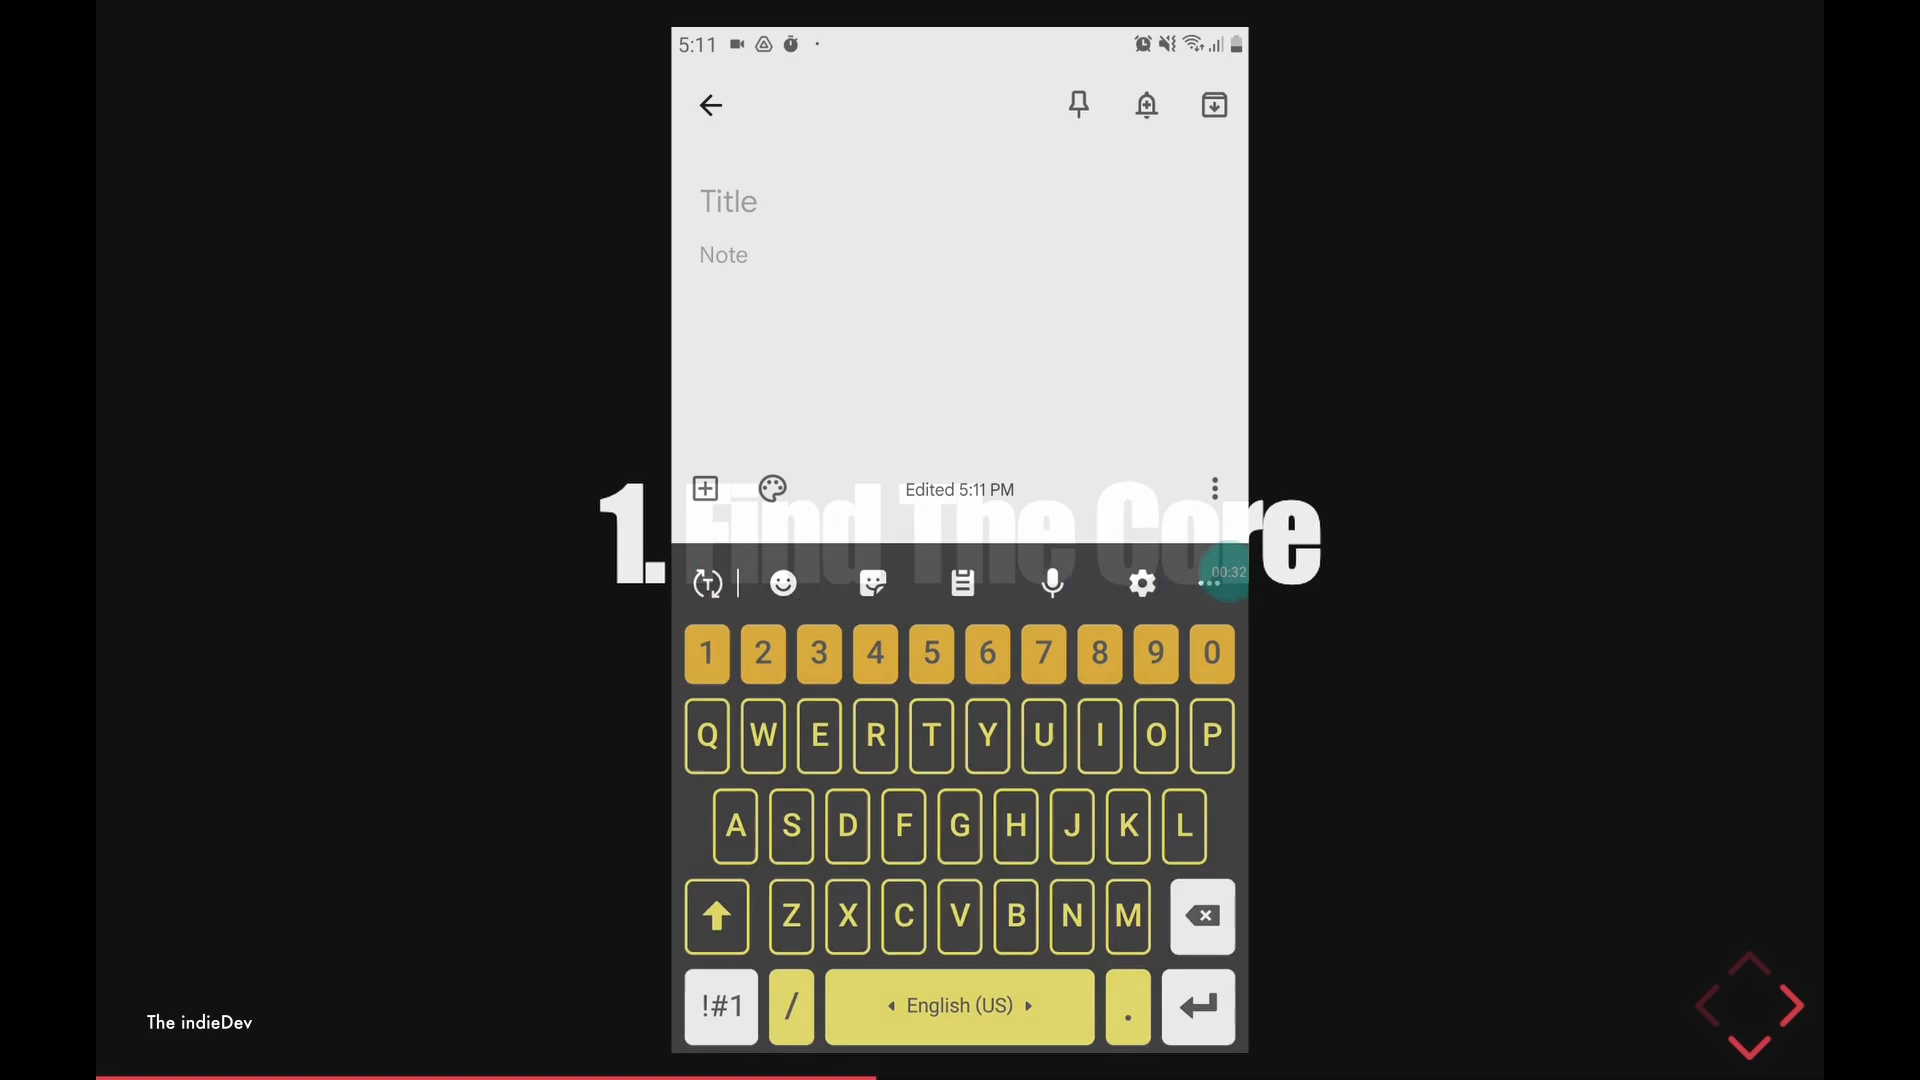 5:11
Title
Note
Edited 5:11 PM
1. Find The Core
00:32
1 2 3 4 5 6 7 8 9 0
Q W E R T Y U I O P
A S D F G H J K L
Z X C V B N M
!#1 / English (US) .
The indieDev